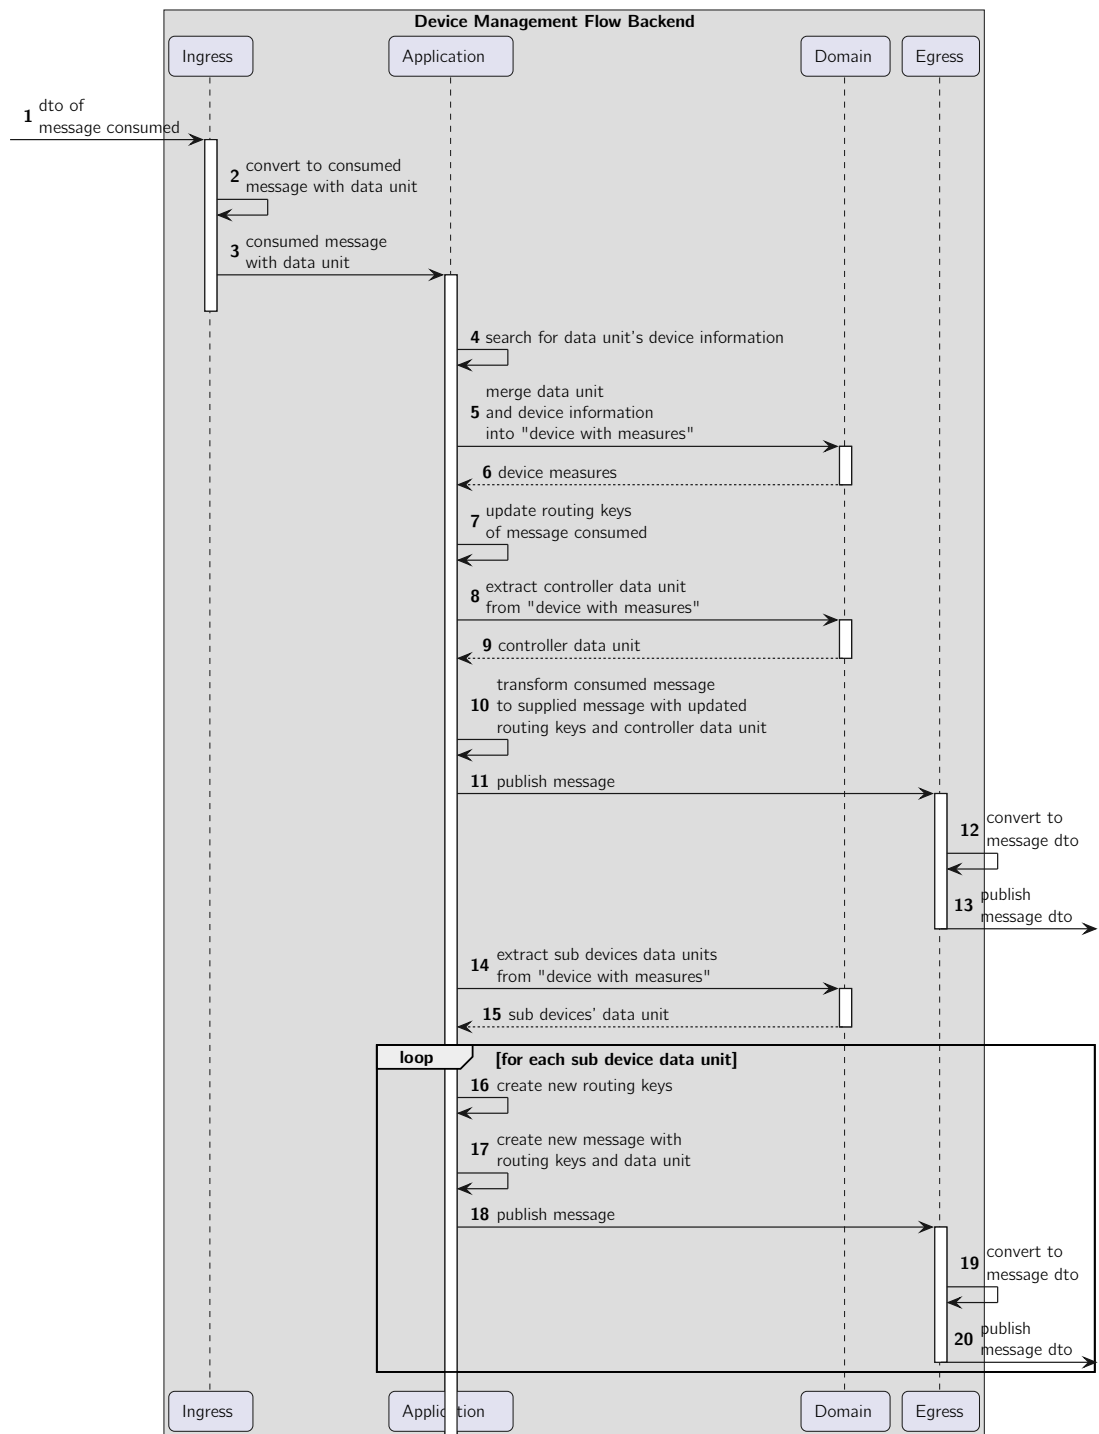 Device Management Flow Backend
Ingress
Application
Domain
Egress
1 dto of
message consumed
2 convert to consumed
message with data unit
3 consumed message
with data unit
4 search for data unit's device information
merge data unit
5 and device information
into "device with measures"
6 device measures
7 update routing keys
of message consumed
8 extract controller data unit
from "device with measures"
9 controller data unit
transform consumed message
10 to supplied message with updated
routing keys and controller data unit
11 publish message
12 convert to
message dto
13 publish
message dto
14 extract sub devices data units
from "device with measures"
15 sub devices' data unit
loop [for each sub device data unit]
16 create new routing keys
17 create new message with
routing keys and data unit
18 publish message
19 convert to
message dto
20 publish
message dto
Ingress
Domain
Egress